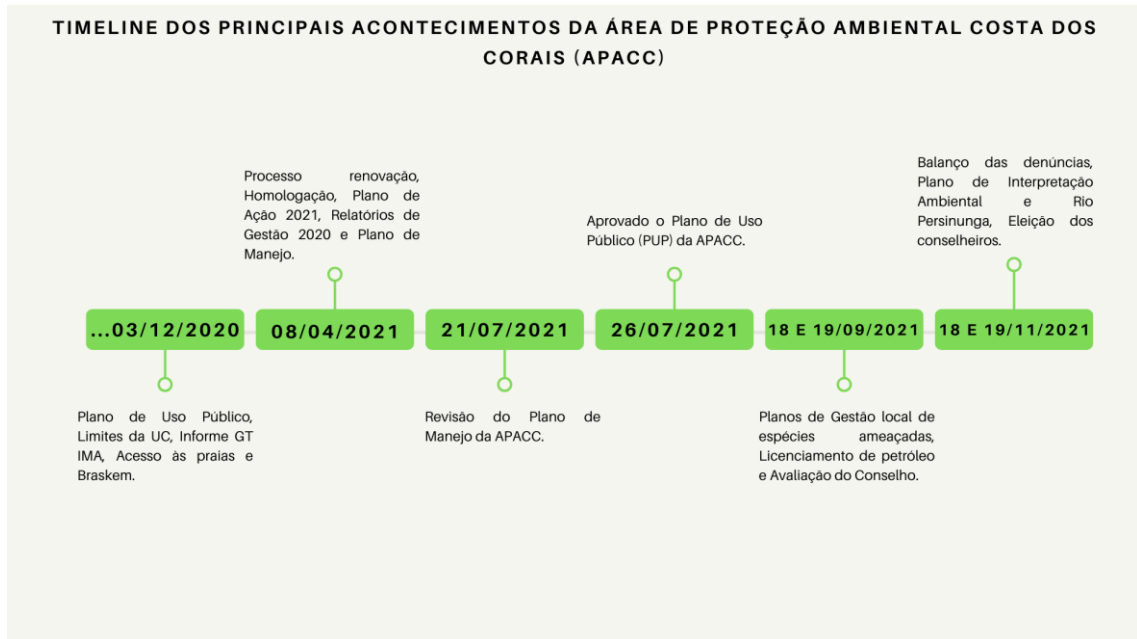 TIMELINE DOS PRINCIPAIS ACONTECIMENTOS DA ÁREA DE PROTEÇÃO AMBIENTAL COSTA DOS
CORAIS (APACC)
Processo renovação,
Homologação, Plano de
Ação 2021, Relatórios de
Gestão 2020 e Plano de
Manejo.
Aprovado o Plano de Uso
Público (PUP) da APACC.
Balanço das denúncias,
Plano de Interpretação
Ambiental e Rio
Persinunga, Eleição dos
conselheiros.
...03/12/2020
08/04/2021
21/07/2021
26/07/2021
18 E 19/09/2021
18 E 19/11/2021
Plano de Uso Público,
Limites da UC, Informe GT
IMA, Acesso às praias e
Braskem.
Revisão do Plano de
Manejo da APACC.
Planos de Gestão local de
espécies ameaçadas,
Licenciamento de petróleo
e Avaliação do Conselho.